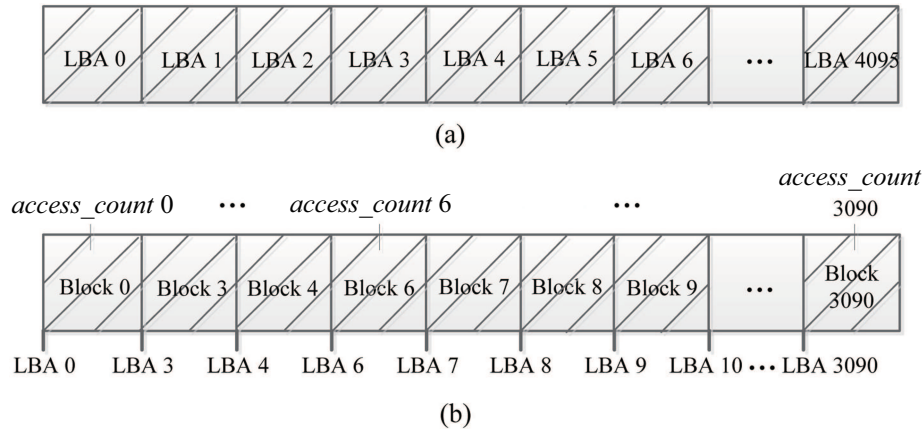 LBA 0 LBA 1 LBA 2 LBA 3 LBA 4 LBA 5 LBA 6 ••• LBA 4095
(a)
access_count 0 ••• access_count 6 ••• access_count
3090
Block 0 Block 3 Block 4 Block 6 Block 7 Block 8 Block 9 ••• Block
3090
LBA 0 LBA 3 LBA 4 LBA 6 LBA 7 LBA 8 LBA 9 LBA 10 ••• LBA 3090
(b)